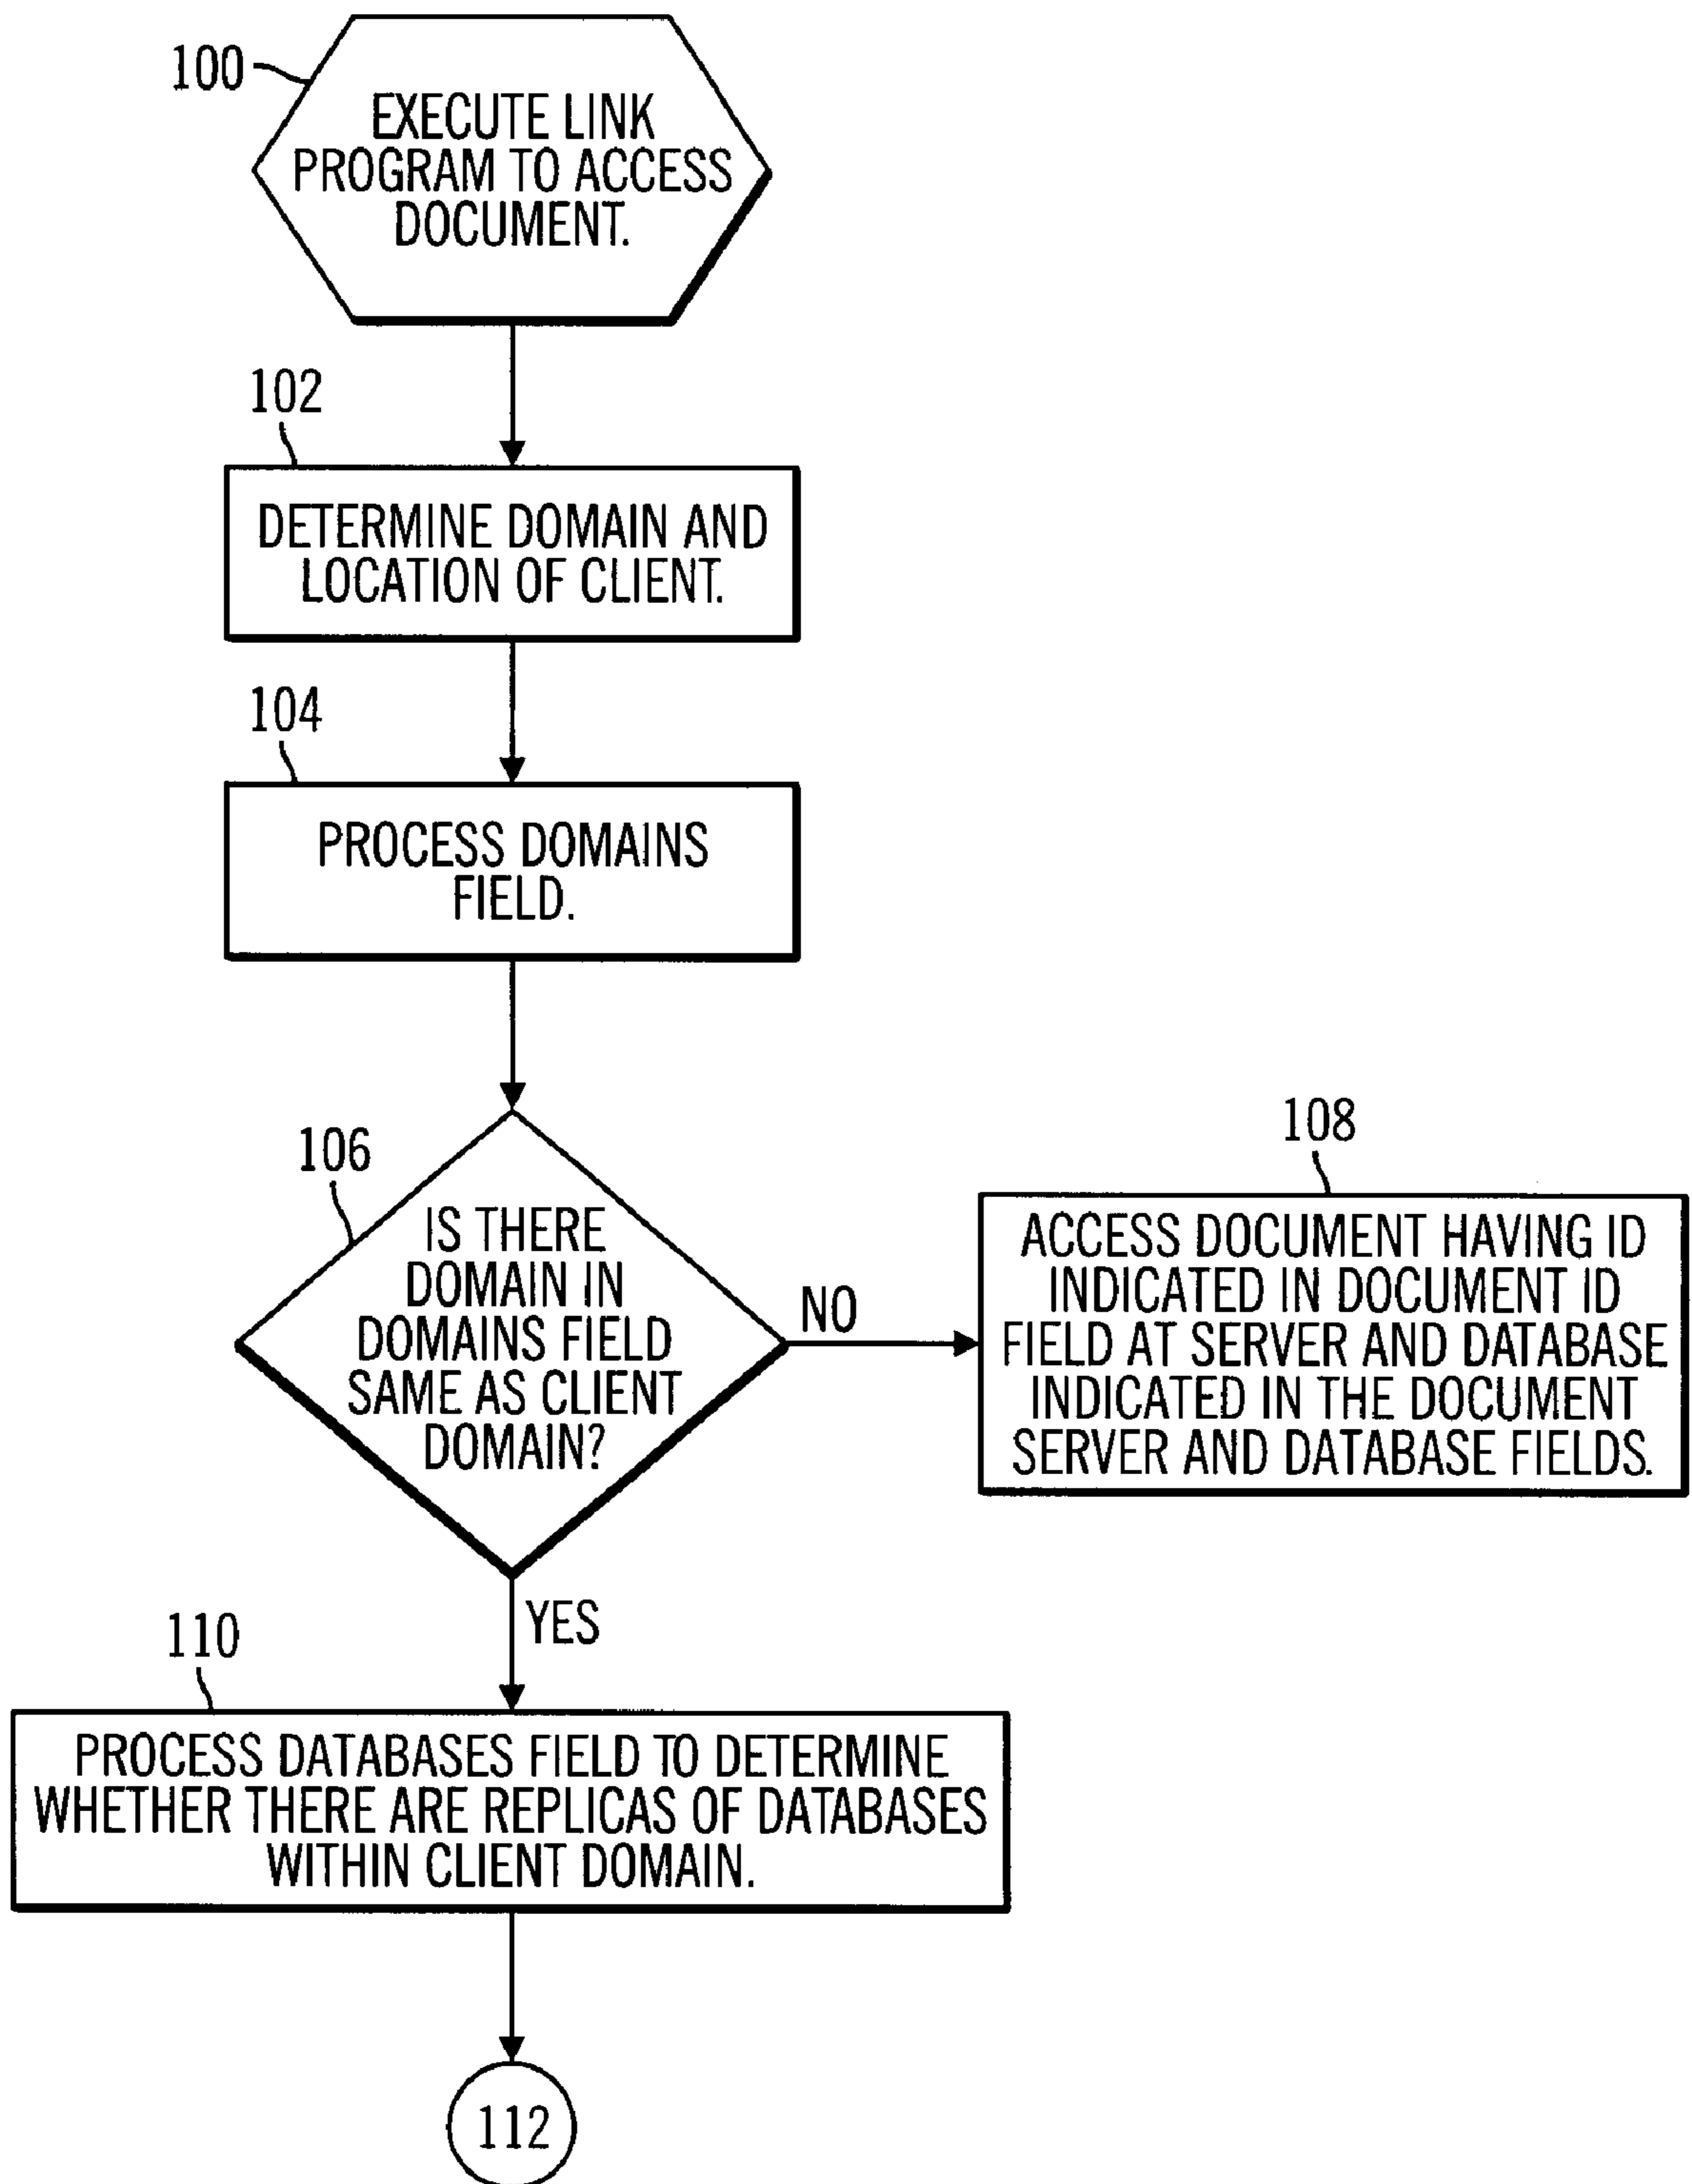 100
EXECUTE LINK
PROGRAM TO ACCESS
DOCUMENT.
102
DETERMINE DOMAIN AND
LOCATION OF CLIENT.
104
PROCESS DOMAINS
FIELD.
106
IS THERE
DOMAIN IN
DOMAINS FIELD
SAME AS CLIENT
DOMAIN?
NO
108
ACCESS DOCUMENT HAVING ID
INDICATED IN DOCUMENT ID
FIELD AT SERVER AND DATABASE
INDICATED IN THE DOCUMENT
SERVER AND DATABASE FIELDS.
YES
110
PROCESS DATABASES FIELD TO DETERMINE
WHETHER THERE ARE REPLICAS OF DATABASES
WITHIN CLIENT DOMAIN.
112